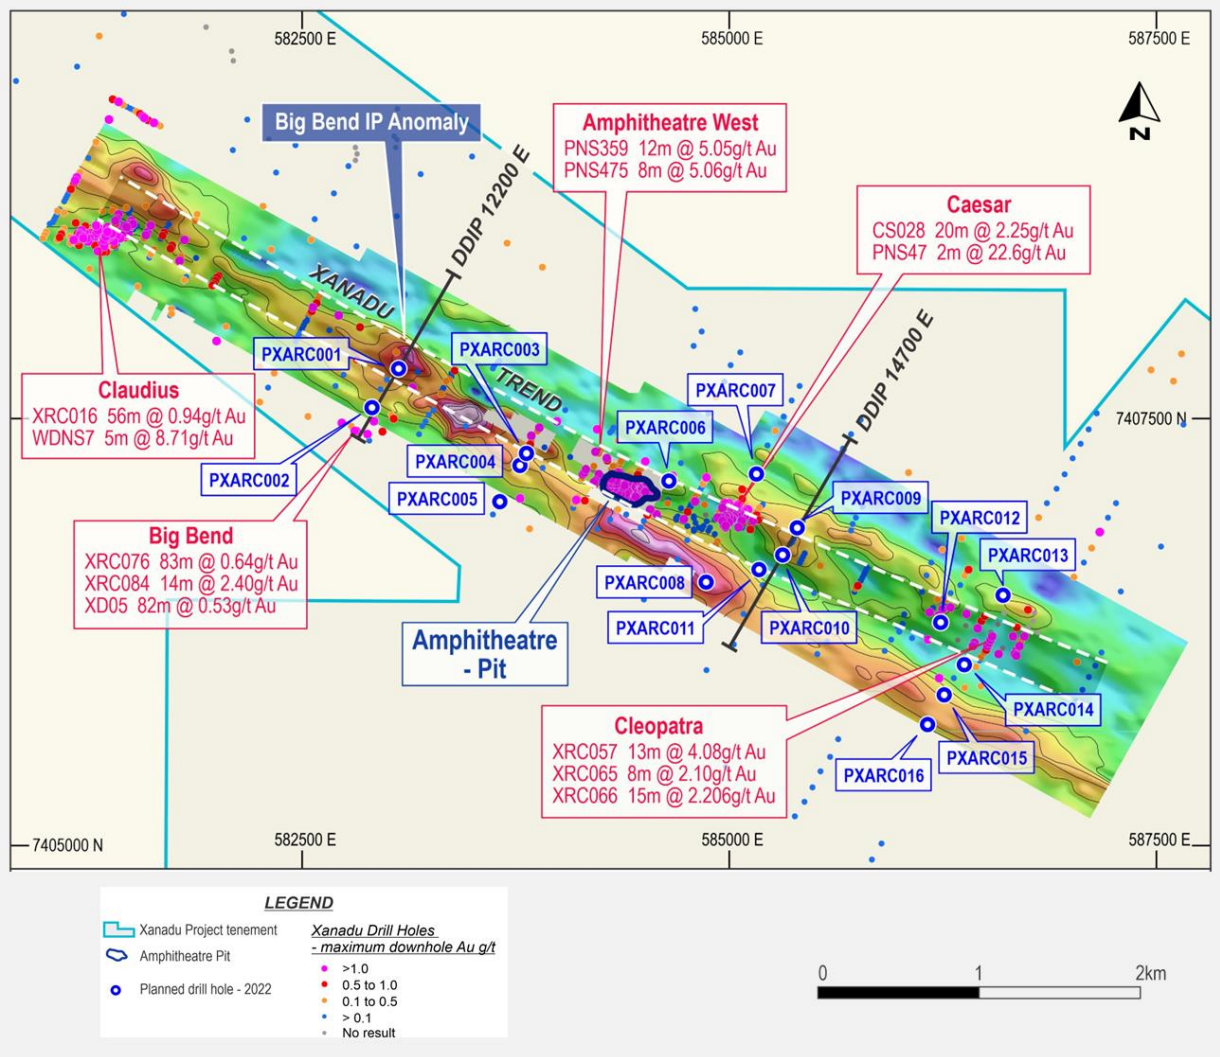 582500 E
585000 E
587500 E
Big Bend IP Anomaly
DDIP 12200 E
Amphitheatre West
PNS359 12m @ 5.05g/t Au
PNS475 8m @ 5.06g/t Au
N
Caesar
CS028 20m @ 2.25g/t Au
PNS47 2m @ 22.6g/t Au
XANADU
TREND
DDIP 14700 E
PXARC001
PXARC003
Claudius
XRC016 56m @ 0.94g/t Au
WDNS7 5m @ 8.71g/t Au
PXARC007
7407500 N
PXARC006
PXARC004
PXARC002
PXARC005
PXARC009
PXARC012
PXARC013
Big Bend
XRC076 83m @ 0.64g/t Au
XRC084 14m @ 2.40g/t Au
XD05 82m @ 0.53g/t Au
PXARC008
PXARC011
PXARC010
Amphitheatre
- Pit
PXARC014
Cleopatra
XRC057 13m @ 4.08g/t Au
XRC065 8m @ 2.10g/t Au
XRC066 15m @ 2.206g/t Au
PXARC015
PXARC016
7405000 N
582500 E
585000 E
587500 E
LEGEND
Xanadu Project tenement
Amphitheatre Pit
Planned drill hole - 2022
Xanadu Drill Holes
- maximum downhole Au g/t
>1.0
0.5 to 1.0
0.1 to 0.5
> 0.1
No result
0 1 2km